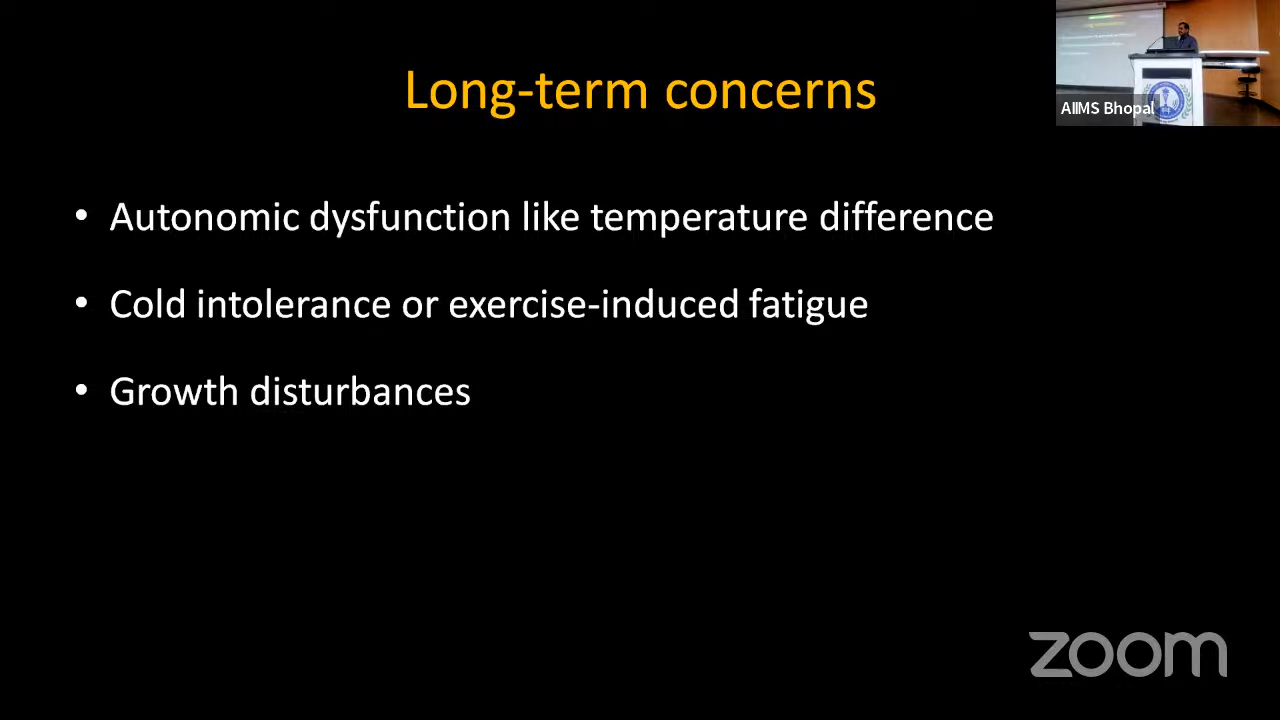 Long-term concerns
AIIMS Bhopal
• Autonomic dysfunction like temperature difference
• Cold intolerance or exercise-induced fatigue
• Growth disturbances
zoom